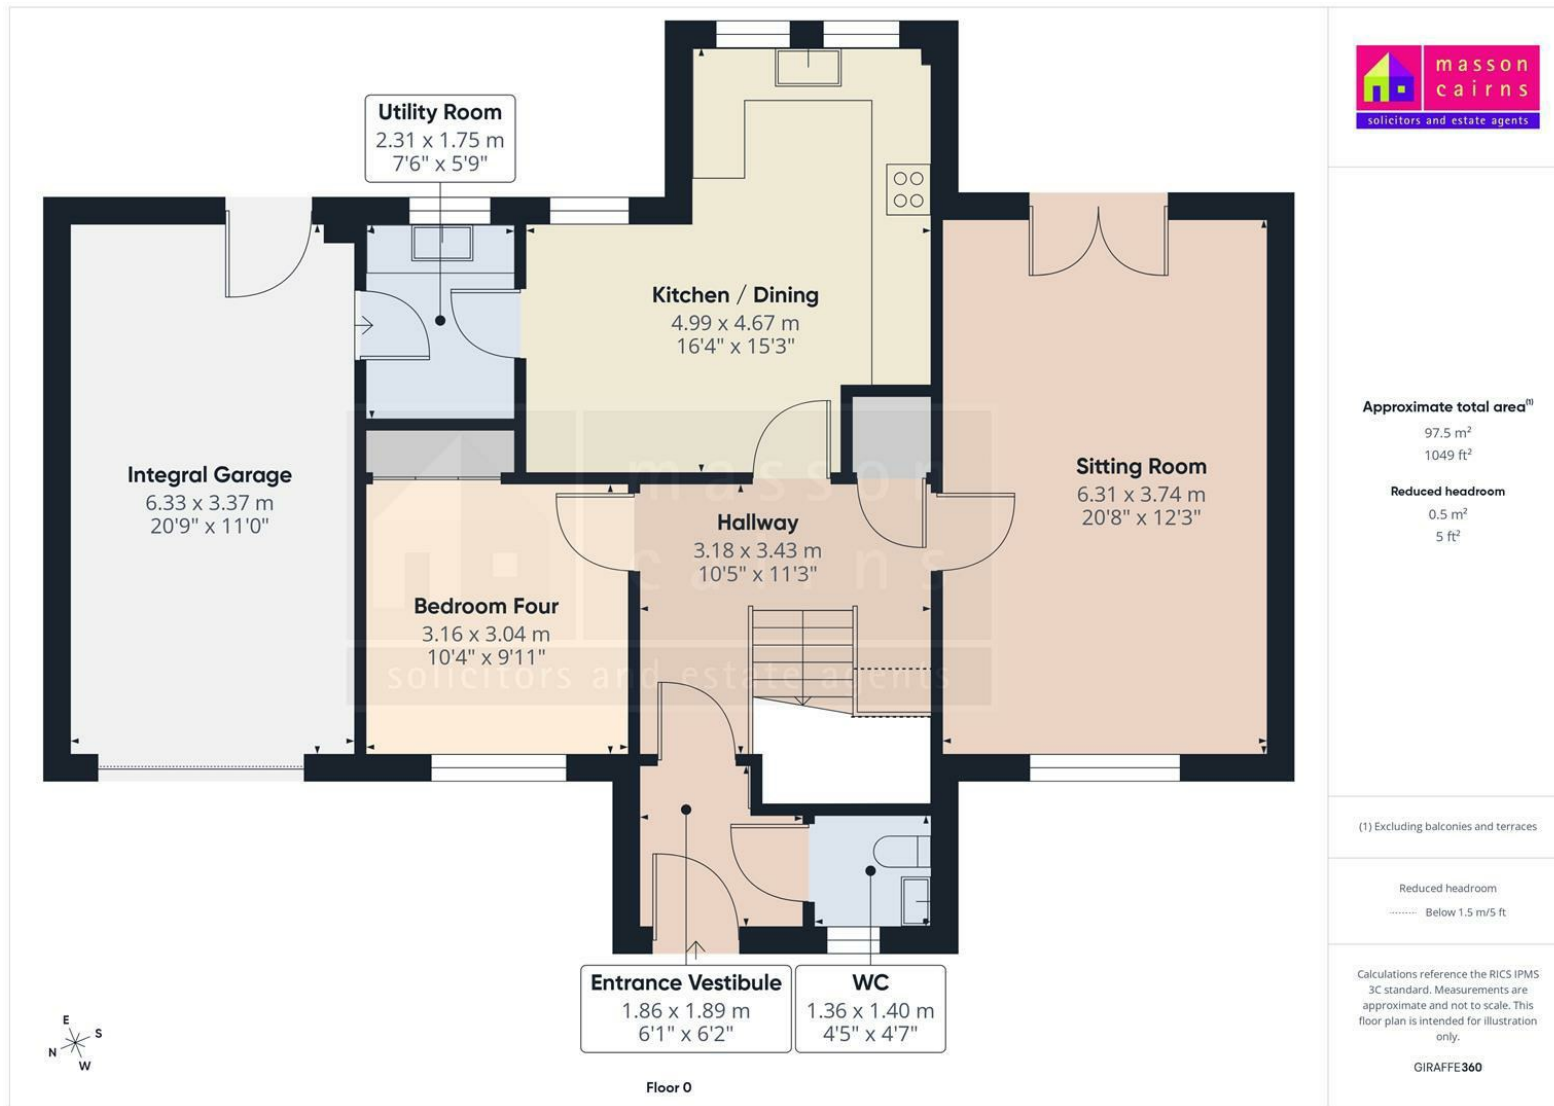 masson
cairns
solicitors and estate agents
Utility Room
2.31 x 1.75 m
7'6" x 5'9"
Kitchen / Dining
4.99 x 4.67 m
16'4" x 15'3"
Integral Garage
6.33 x 3.37 m
20'9" x 11'0"
Sitting Room
6.31 x 3.74 m
20'8" x 12'3"
Hallway
3.18 x 3.43 m
10'5" x 11'3"
Bedroom Four
3.16 x 3.04 m
10'4" x 9'11"
masson
cairns
solicitors and estate agents
Entrance Vestibule
1.86 x 1.89 m
6'1" x 6'2"
WC
1.36 x 1.40 m
4'5" x 4'7"
E
S
N
W
Floor 0
Approximate total area(1)
97.5 m²
1049 ft²
Reduced headroom
0.5 m²
5 ft²
(1) Excluding balconies and terraces
Reduced headroom
Below 1.5 m/5 ft
Calculations reference the RICS IPMS
3C standard. Measurements are
approximate and not to scale. This
floor plan is intended for illustration
only.
GIRAFFE360